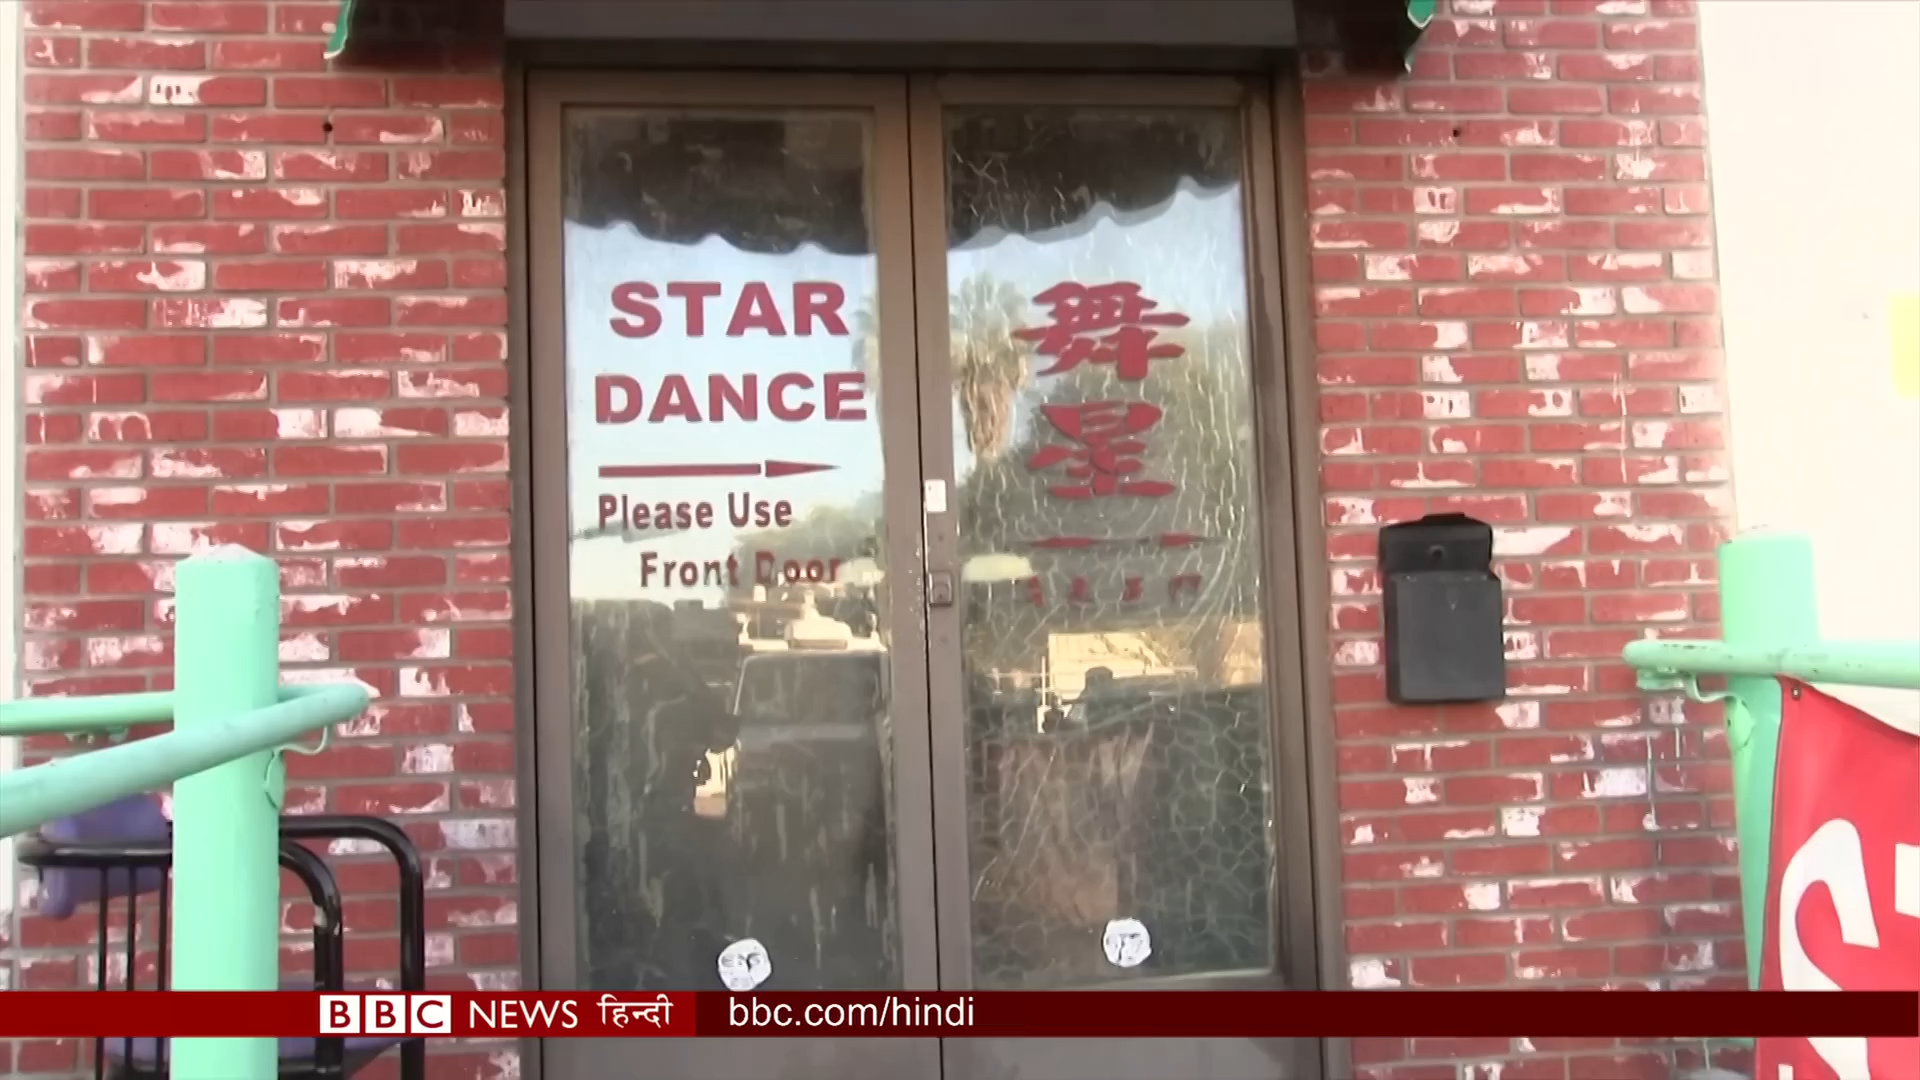 STAR
DANCE
Please Use
Front Door
舞
星
BBC NEWS हिन्दी
bbc.com/hindi